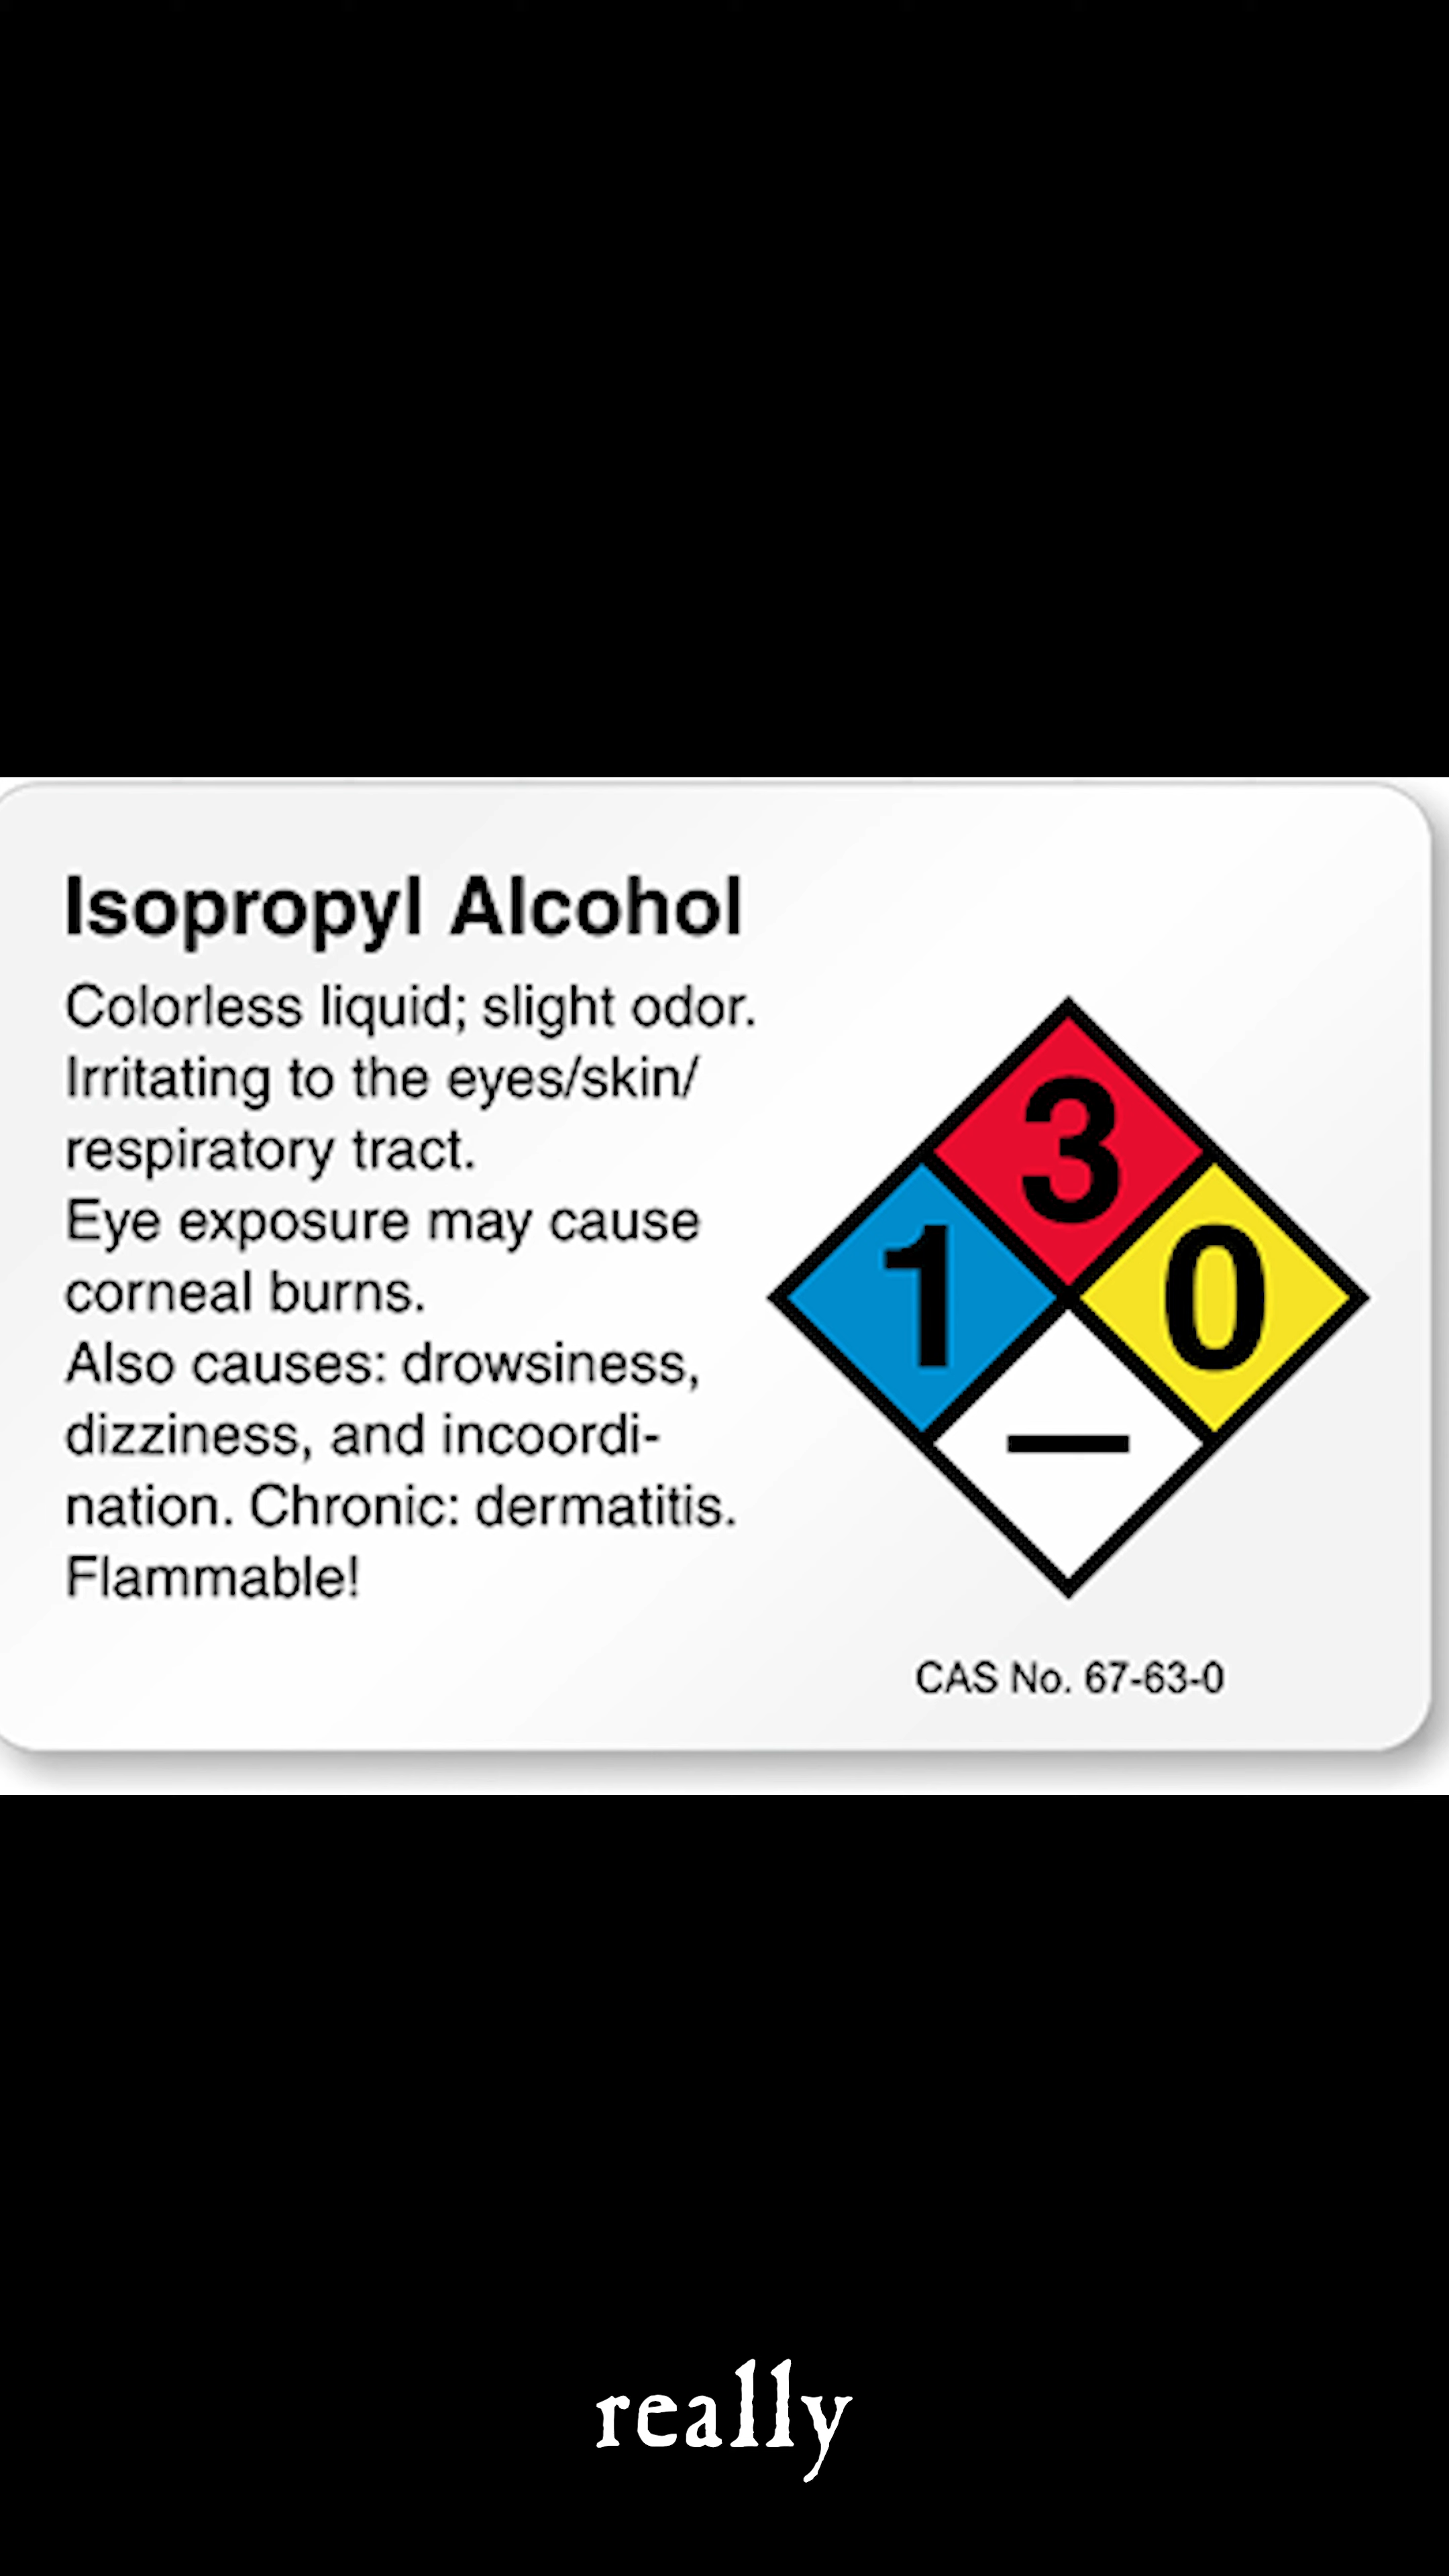 Isopropyl Alcohol
Colorless liquid; slight odor.
Irritating to the eyes/skin/
respiratory tract.
Eye exposure may cause
corneal burns.
Also causes: drowsiness,
dizziness, and incoordi-
nation. Chronic: dermatitis.
Flammable!
3
1
0
—
CAS No. 67-63-0
really